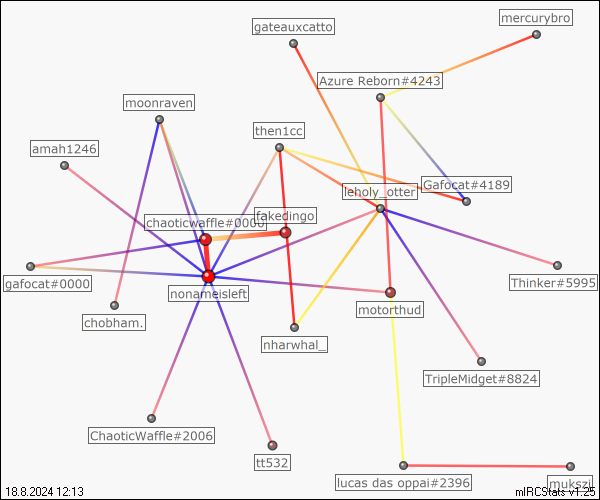 mercurybro
gateauxcatto
Azure Reborn#4243
moonraven
then1cc
amah1246
Gafocat#4189
leholy_otter
fakedingo
chaoticwaffle#0000
gafocat#0000
Thinker#5995
nonameisleft
motorthud
chobham.
nharwhal_
TripleMidget#8824
ChaoticWaffle#2006
tt532
lucas das oppai#2396
mukszi
18.8.2024 12:13
mIRCStats v1.25